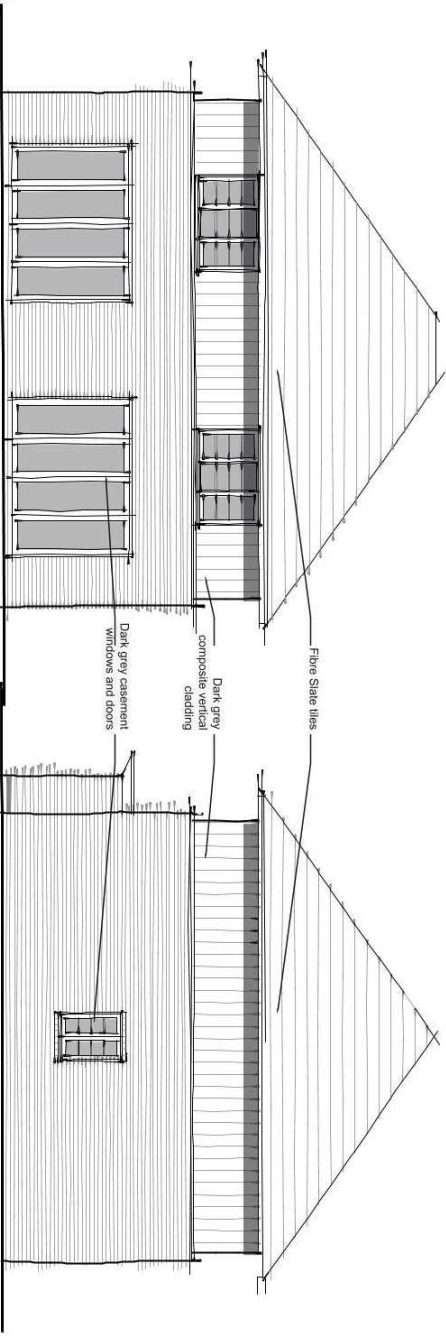 Fibre Slate tiles
Dark grey
composite vertical
cladding
Dark grey casement
windows and doors